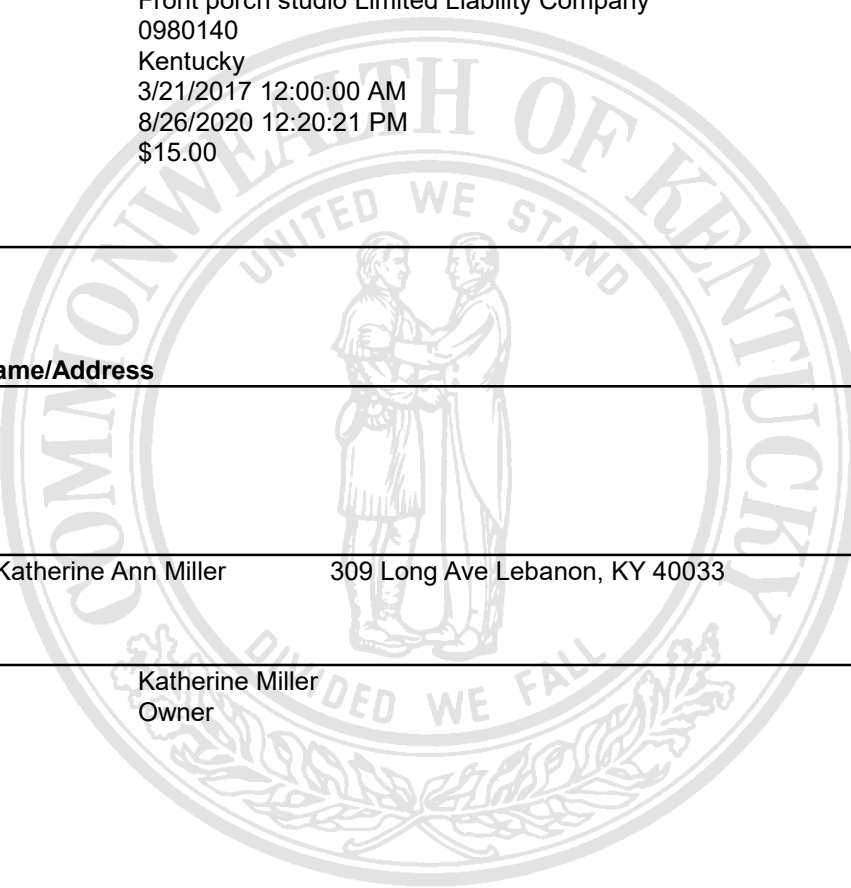 Front porch studio Limited Liability Company
0980140
Kentucky
3/21/2017 12:00:00 AM
8/26/2020 12:20:21 PM
$15.00
COMMONWEALTH OF KENTUCKY
UNITED WE STAND
ame/Address
Katherine Ann Miller 309 Long Ave Lebanon, KY 40033
DIVIDED WE FALL
Katherine Miller
Owner